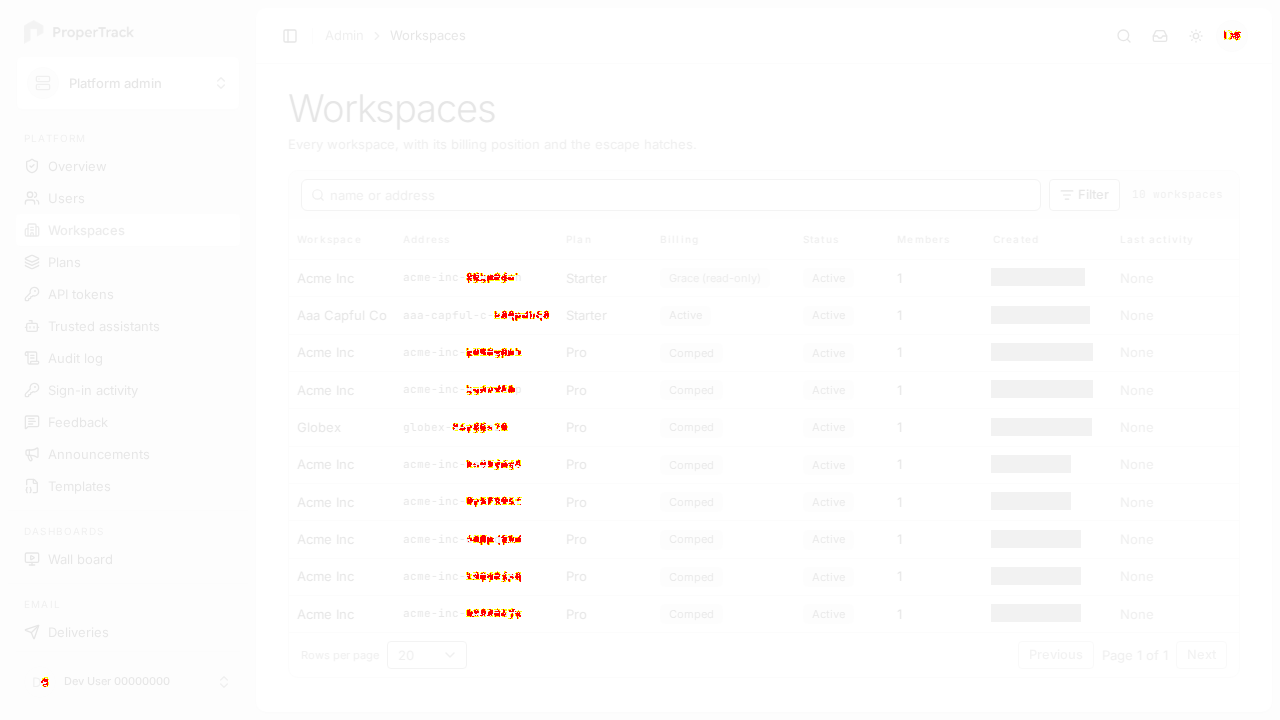 ProperTrack
Admin > Workspaces
Platform admin
PLATFORM
Overview
Users
Workspaces
Plans
API tokens
Trusted assistants
Audit log
Sign-in activity
Feedback
Announcements
Templates
DASHBOARDS
Wall board
EMAIL
Deliveries
Dev User 00000000
Workspaces
Every workspace, with its billing position and the escape hatches.
name or address
Filter
10 workspaces
Workspace Address Plan Billing Status Members Created Last activity
Acme Inc acme-inc- Starter Grace (read-only) Active 1 None
Aaa Capful Co aaa-capful-c- Starter Active Active 1 None
Acme Inc acme-inc- Pro Comped Active 1 None
Acme Inc acme-inc- Pro Comped Active 1 None
Globex globex- Pro Comped Active 1 None
Acme Inc acme-inc- Pro Comped Active 1 None
Acme Inc acme-inc- Pro Comped Active 1 None
Acme Inc acme-inc- Pro Comped Active 1 None
Acme Inc acme-inc- Pro Comped Active 1 None
Acme Inc acme-inc- Pro Comped Active 1 None
Rows per page 20
Previous Page 1 of 1 Next